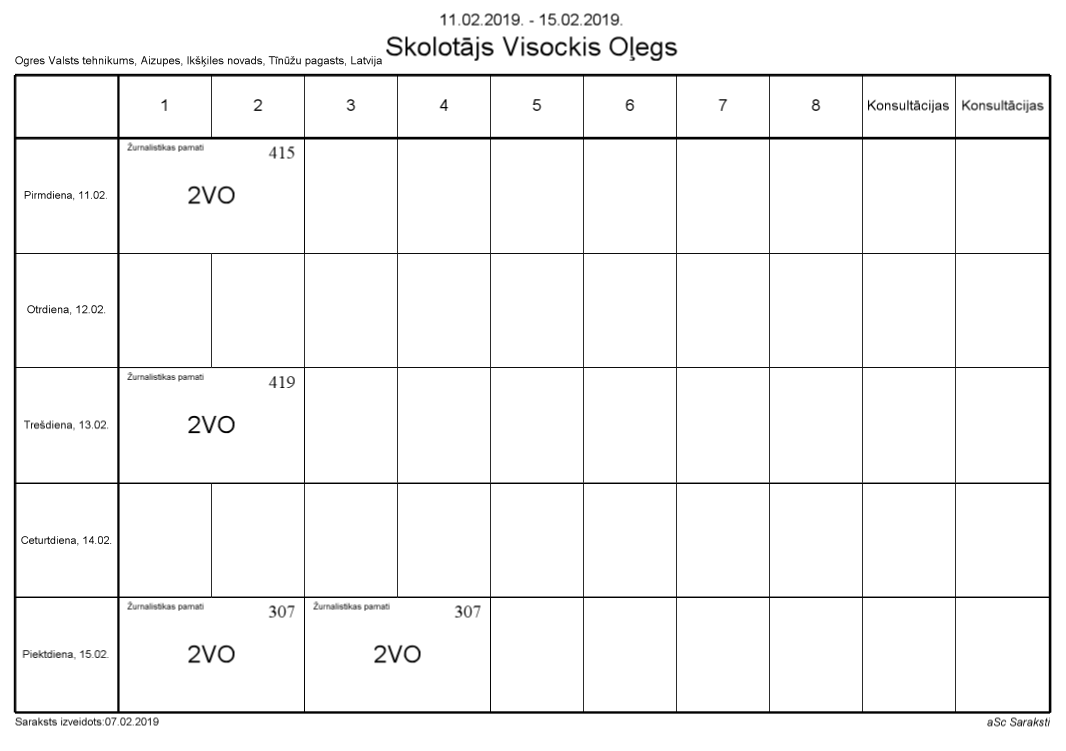 11.02.2019. - 15.02.2019.
Skolotājs Visockis Oļegs
Ogres Valsts tehnikums, Aizupes, Ikšķiles novads, Tīnūžu pagasts, Latvija
1 2 3 4 5 6 7 8 Konsultācijas Konsultācijas
Žurnalistikas pamati 415
Pirmdiena, 11.02. 2VO
Otrdiena, 12.02.
Žurnalistikas pamati 419
Trešdiena, 13.02. 2VO
Ceturtdiena, 14.02.
Žurnalistikas pamati 307 Žurnalistikas pamati 307
Piektdiena, 15.02. 2VO 2VO
Saraksts izveidots:07.02.2019 aSc Saraksti